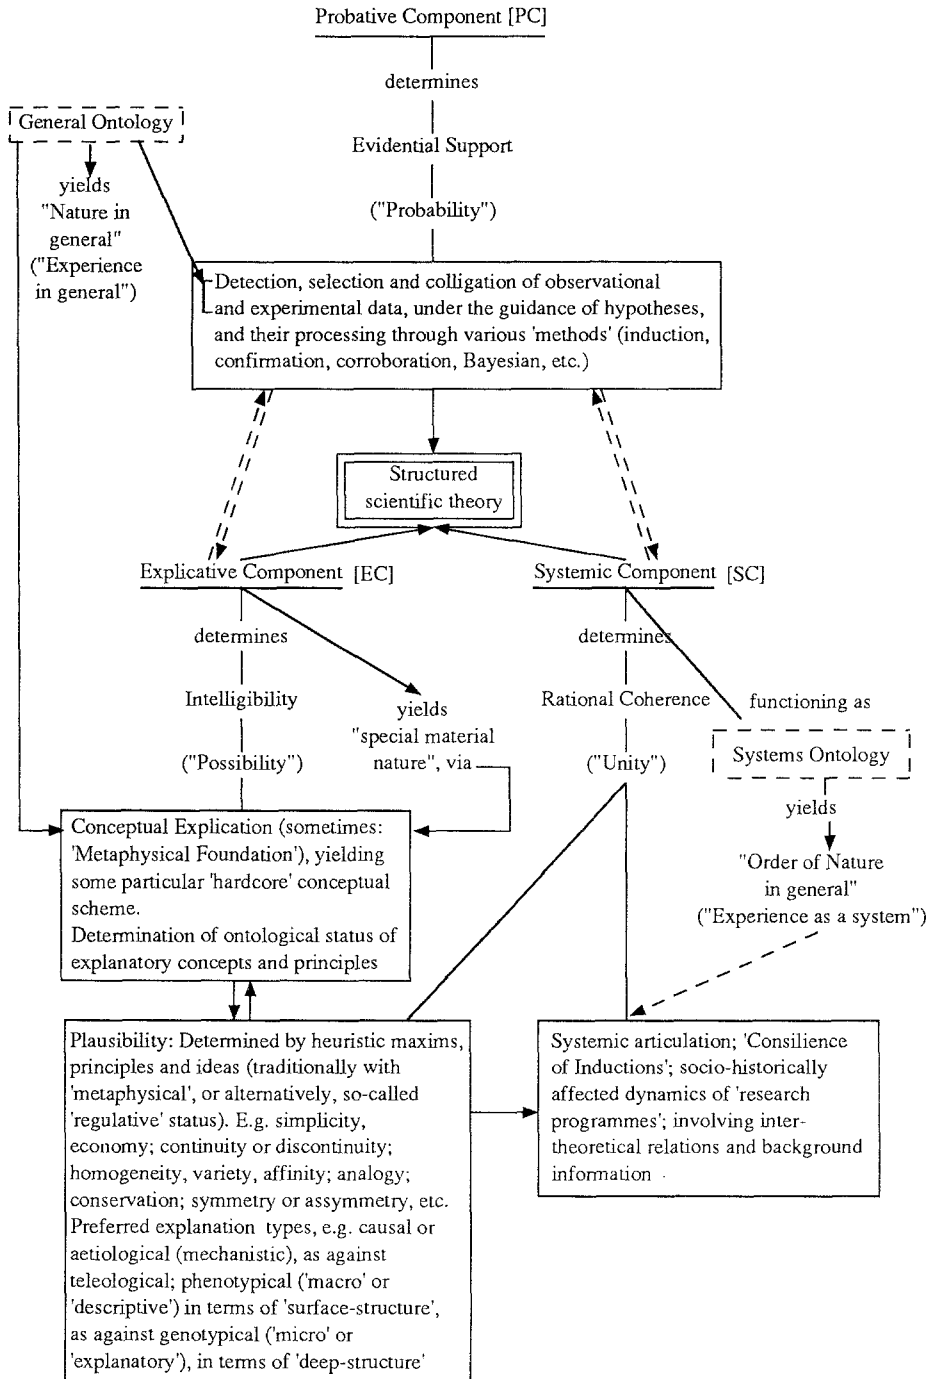 Probative Component [PC]
determines
General Ontology
Evidential Support
yields
"Nature in
general"
("Experience
in general")
("Probability")
Detection, selection and colligation of observational
and experimental data, under the guidance of hypotheses,
and their processing through various 'methods' (induction,
confirmation, corroboration, Bayesian, etc.)
Structured
scientific theory
Explicative Component [EC]
Systemic Component [SC]
determines
determines
Intelligibility
yields
"special material
nature", via
Rational Coherence
functioning as
("Possibility")
("Unity")
Systems Ontology
yields
"Order of Nature
in general"
("Experience as a system")
Conceptual Explication (sometimes:
'Metaphysical Foundation'), yielding
some particular 'hardcore' conceptual
scheme.
Determination of ontological status of
explanatory concepts and principles
Plausibility: Determined by heuristic maxims,
principles and ideas (traditionally with
'metaphysical', or alternatively, so-called
'regulative' status). E.g. simplicity,
economy; continuity or discontinuity;
homogeneity, variety, affinity; analogy;
conservation; symmetry or assymmetry, etc.
Preferred explanation types, e.g. causal or
aetiological (mechanistic), as against
teleological; phenotypical ('macro' or
'descriptive') in terms of 'surface-structure',
as against genotypical ('micro' or
'explanatory'), in terms of 'deep-structure'
Systemic articulation; 'Consilience
of Inductions'; socio-historically
affected dynamics of 'research
programmes'; involving inter-
theoretical relations and background
information